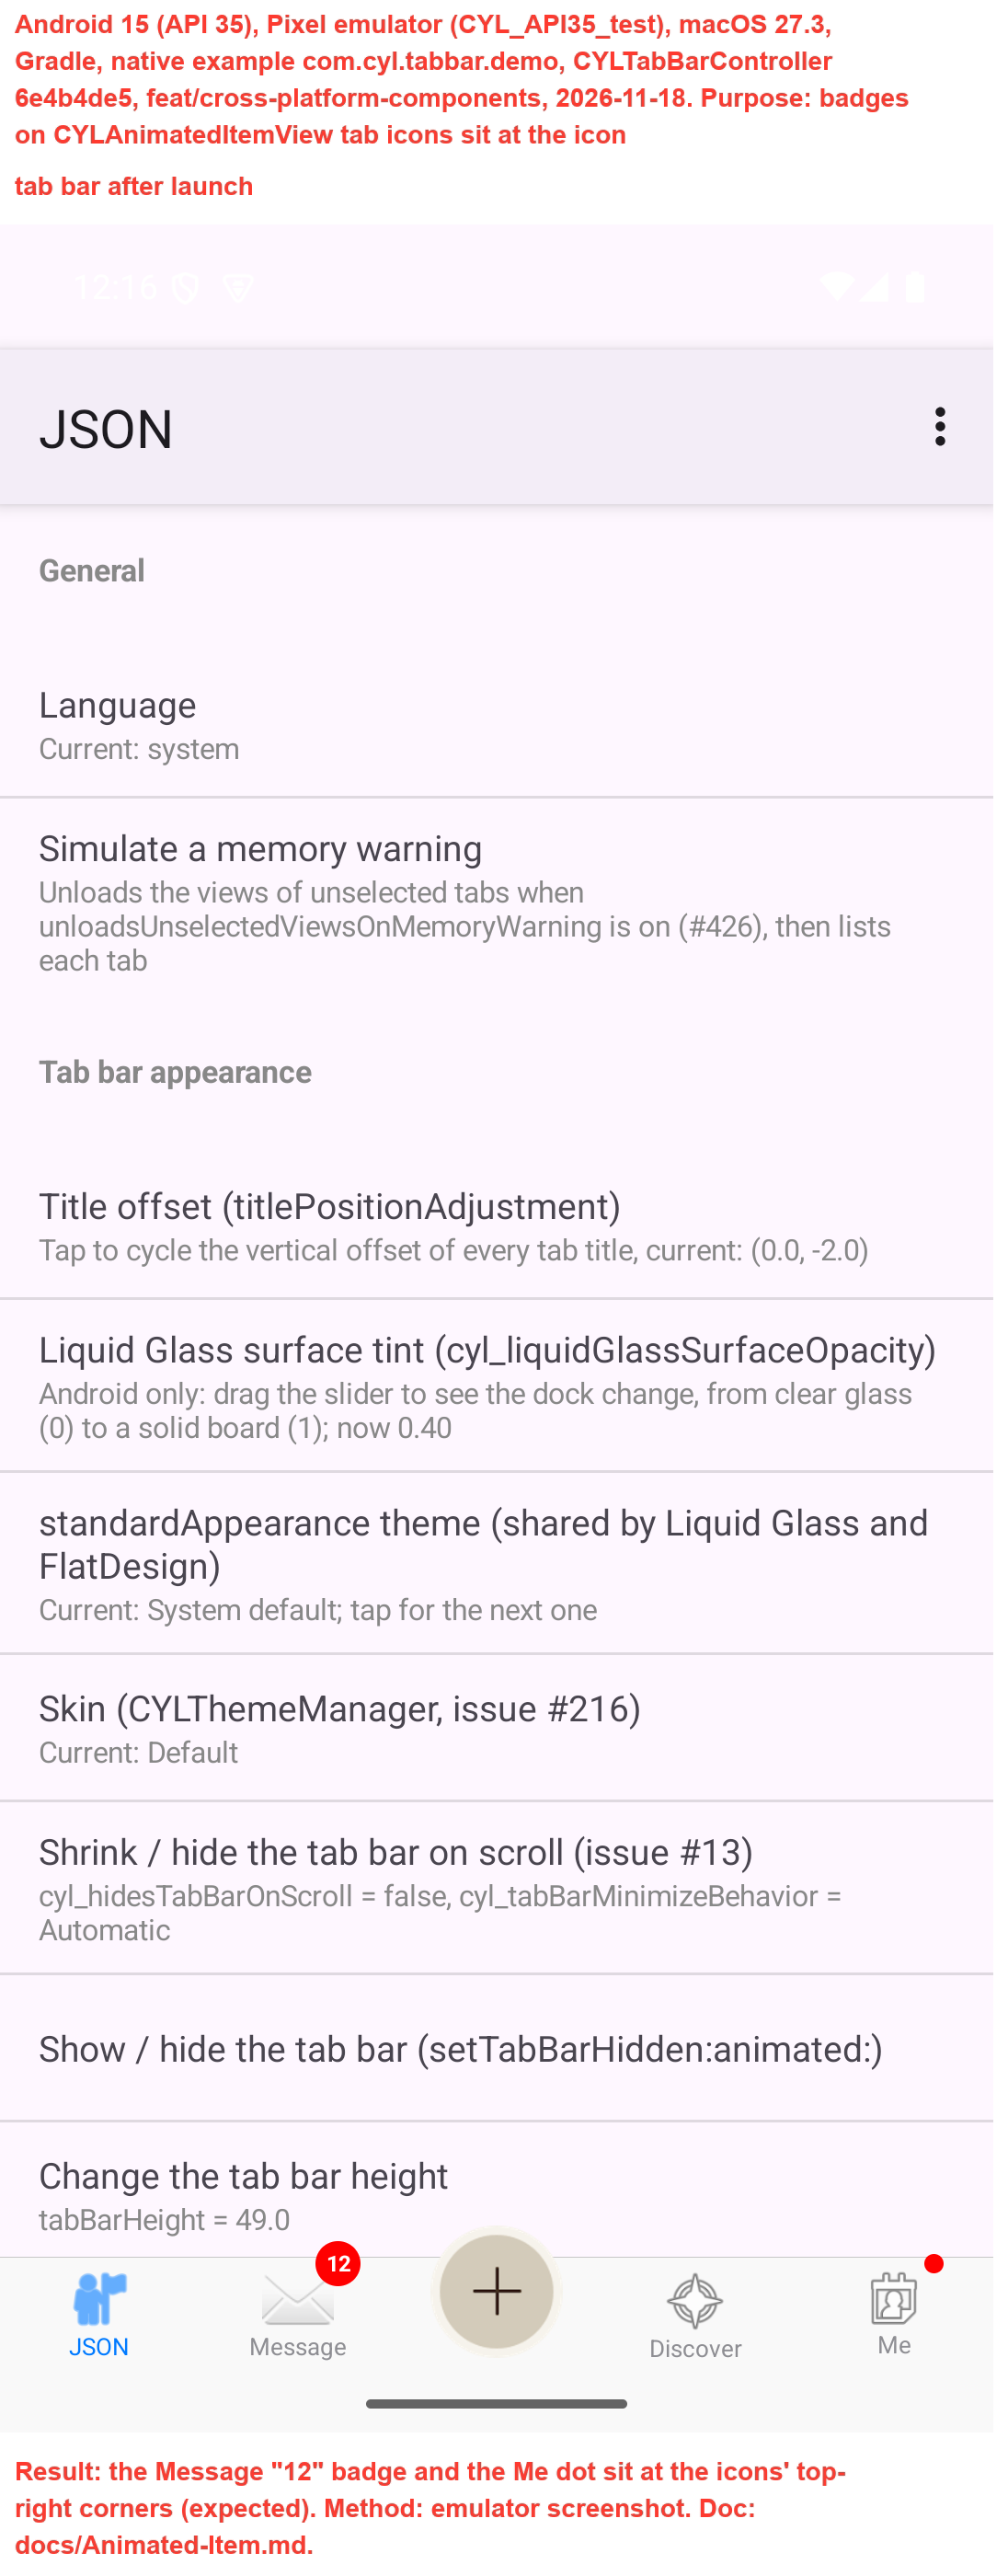 Android 15 (API 35), Pixel emulator (CYL_API35_test), macOS 27.3,
Gradle, native example com.cyl.tabbar.demo, CYLTabBarController
6e4b4de5, feat/cross-platform-components, 2026-11-18. Purpose: badges
on CYLAnimatedItemView tab icons sit at the icon
tab bar after launch
12:16
JSON
General
Language
Current: system
Simulate a memory warning
Unloads the views of unselected tabs when
unloadsUnselectedViewsOnMemoryWarning is on (#426), then lists
each tab
Tab bar appearance
Title offset (titlePositionAdjustment)
Tap to cycle the vertical offset of every tab title, current: (0.0, -2.0)
Liquid Glass surface tint (cyl_liquidGlassSurfaceOpacity)
Android only: drag the slider to see the dock change, from clear glass
(0) to a solid board (1); now 0.40
standardAppearance theme (shared by Liquid Glass and
FlatDesign)
Current: System default; tap for the next one
Skin (CYLThemeManager, issue #216)
Current: Default
Shrink / hide the tab bar on scroll (issue #13)
cyl_hidesTabBarOnScroll = false, cyl_tabBarMinimizeBehavior =
Automatic
Show / hide the tab bar (setTabBarHidden:animated:)
Change the tab bar height
tabBarHeight = 49.0
12
JSON
Message
Discover
Me
Result: the Message "12" badge and the Me dot sit at the icons' top-
right corners (expected). Method: emulator screenshot. Doc:
docs/Animated-Item.md.